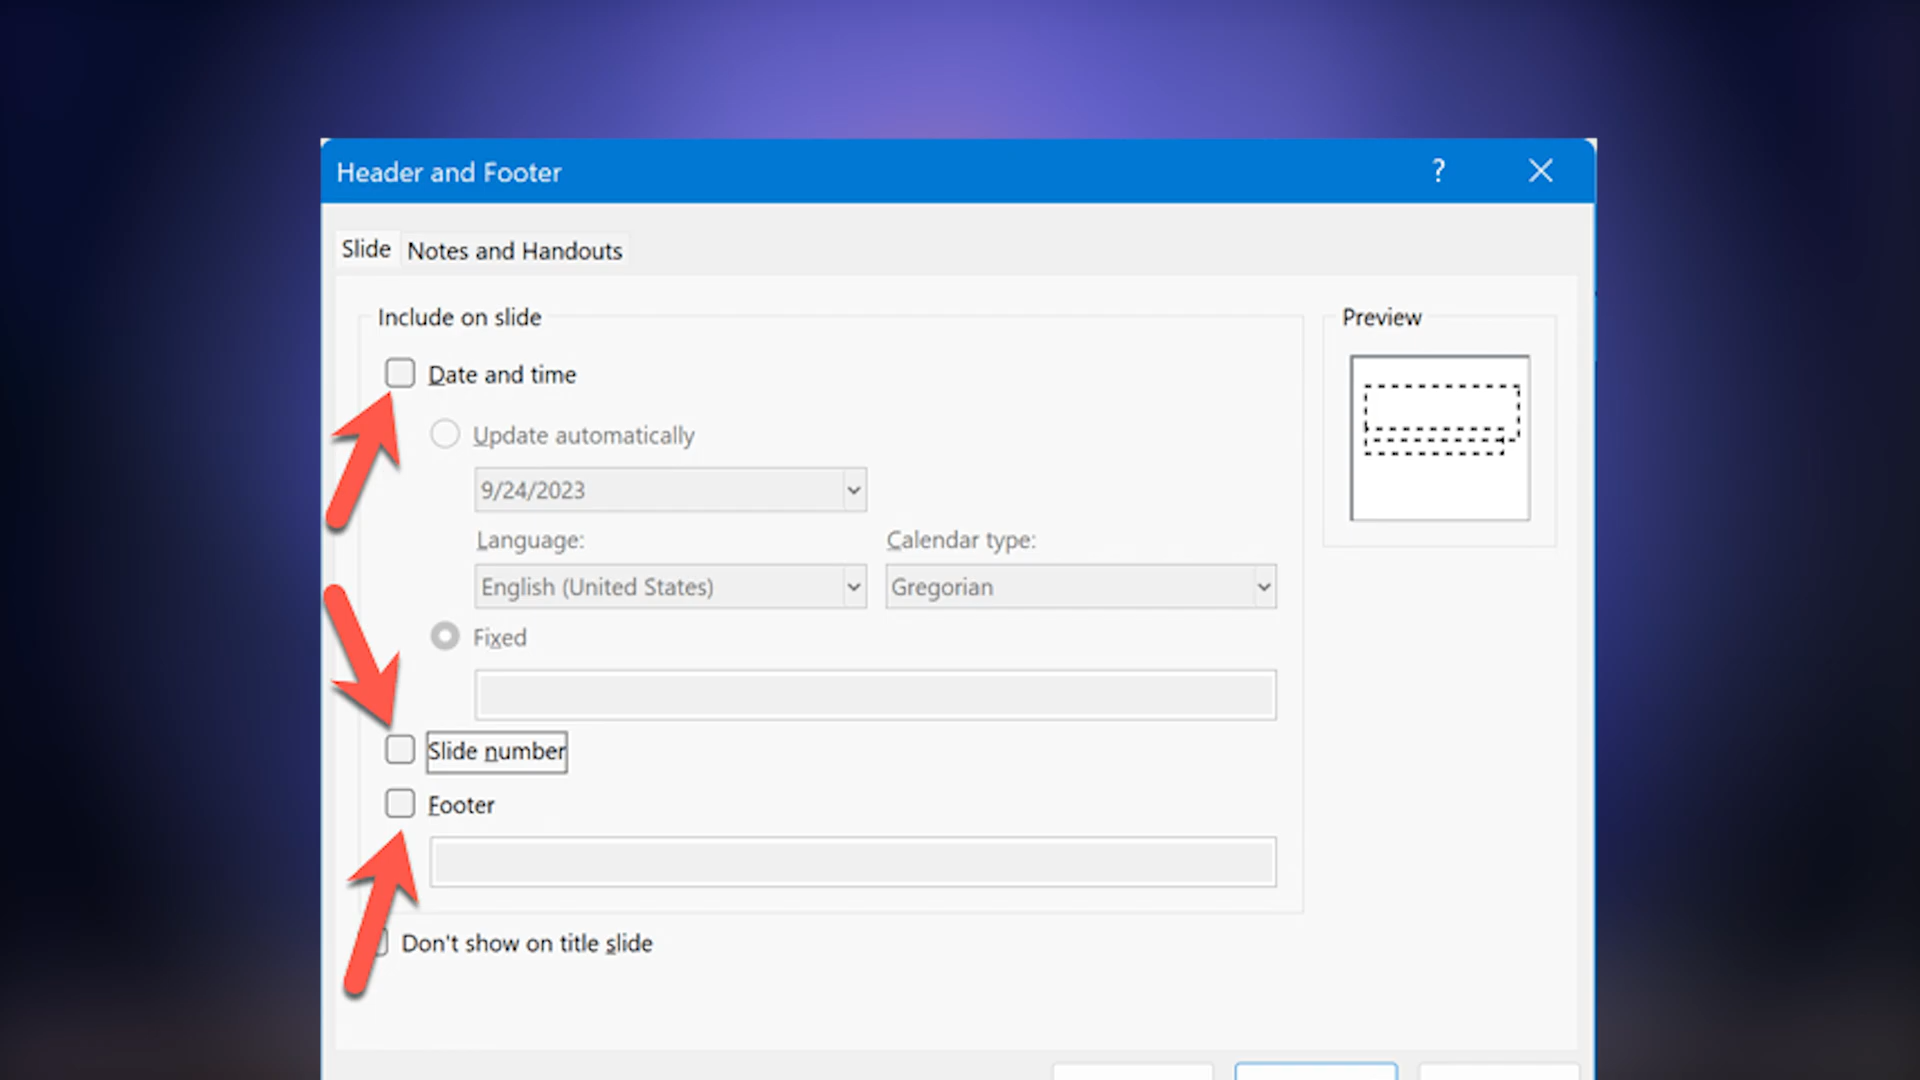 Header and Footer ?
Slide Notes and Handouts
Include on slide
Preview
Date and time
Update automatically
9/24/2023
Language:
Calendar type:
English (United States)
Gregorian
Fixed
Slide number
Footer
Don't show on title slide